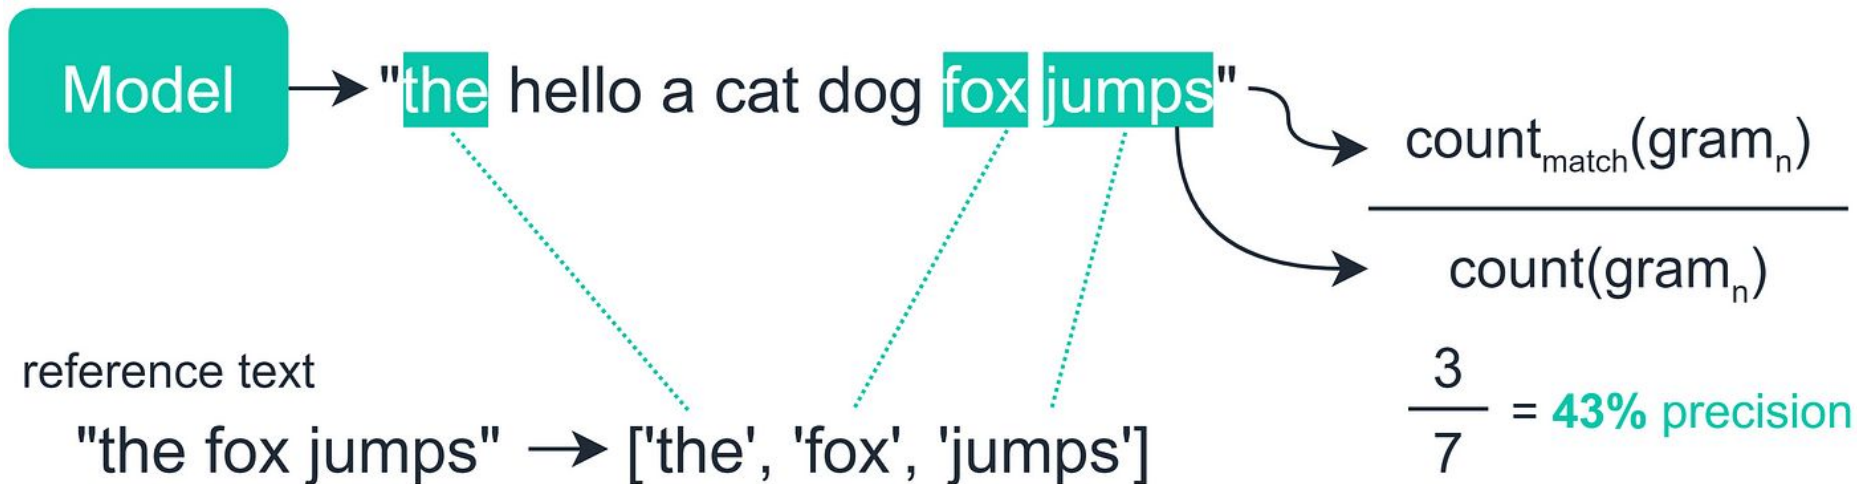 Model
"the hello a cat dog fox jumps"
count_match(gram_n)
count(gram_n)
reference text
"the fox jumps"
['the', 'fox', 'jumps']
3
7
= 43% precision